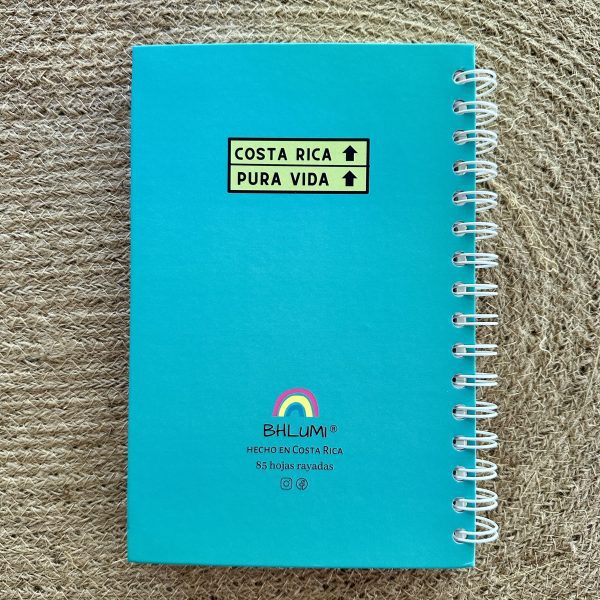 COSTA RICA ⬆
PURA VIDA ⬆
BHLUMI ®
HECHO EN COSTA RICA
85 hojas rayadas